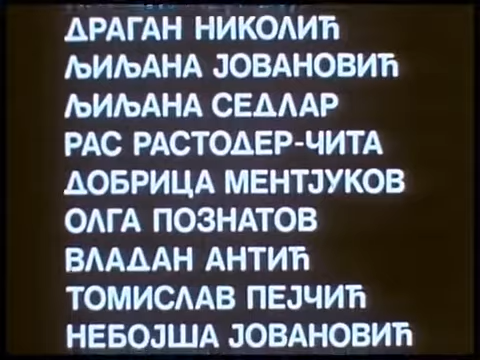 ДРАГАН НИКОЛИЋ
ЉИЉАНА ЈОВАНОВИЋ
ЉИЉАНА СЕДЛАР
РАС РАСТОДЕР-ЧИТА
ДОБРИЦА МЕНТЈУКОВ
ОЛГА ПОЗНАТОВ
ВЛАДАН АНТИЋ
ТОМИСЛАВ ПЕЈЧИЋ
НЕБОЈША ЈОВАНОВИЋ